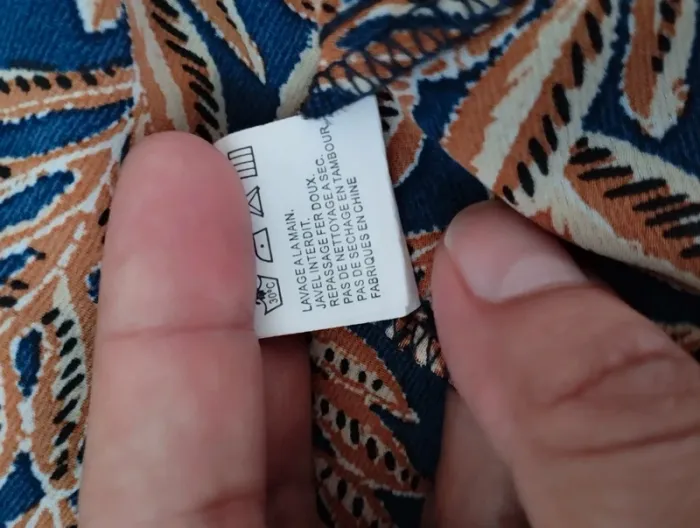 30°C
LAVAGE A LA MAIN.
JAVEL INTERDIT.
REPASSAGE FER DOUX.
PAS DE NETTOYAGE A SEC.
PAS DE SECHAGE EN TAMBOUR
FABRIQUES EN CHINE